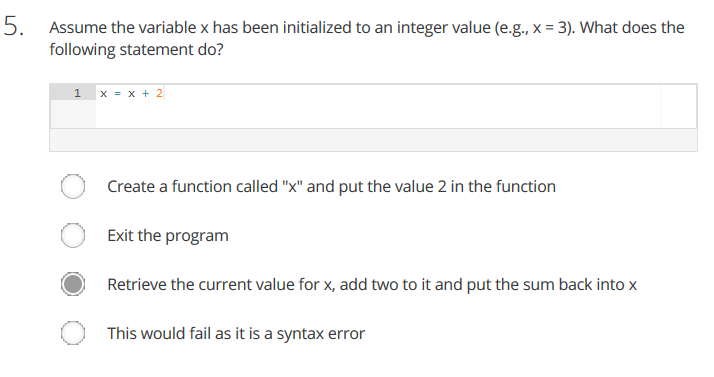 5. Assume the variable x has been initialized to an integer value (e.g., x = 3). What does the
following statement do?
1 x = x + 2
Create a function called "x" and put the value 2 in the function
Exit the program
Retrieve the current value for x, add two to it and put the sum back into x
This would fail as it is a syntax error